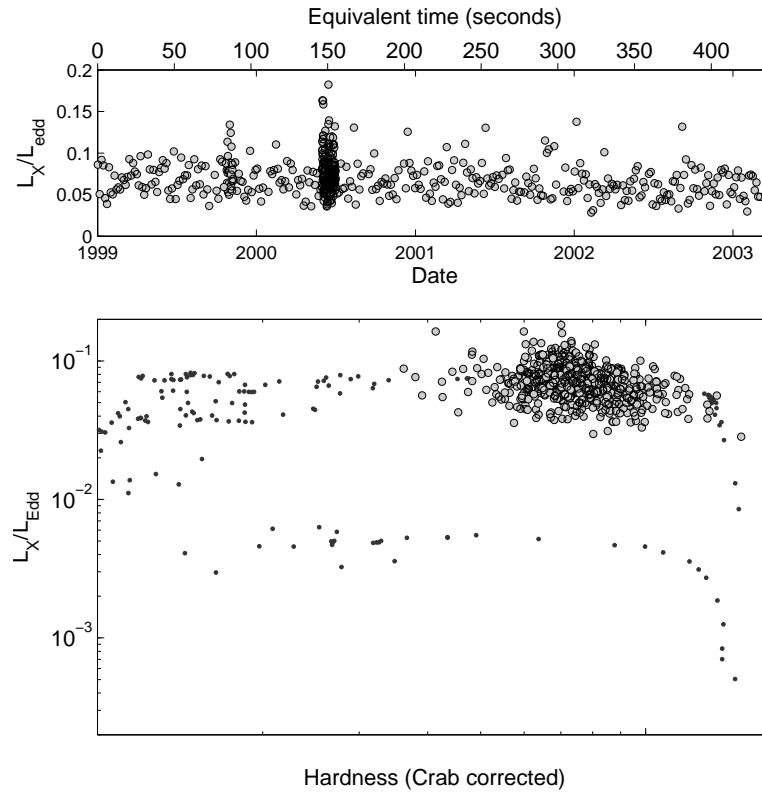 Equivalent time (seconds)
0 50 100 150 200 250 300 350 400
0.2
0.15
0.1
0.05
0
L_X/L_edd
1999 2000 2001 2002 2003
Date
10^-1
10^-2
10^-3
L_X/L_Edd
Hardness (Crab corrected)